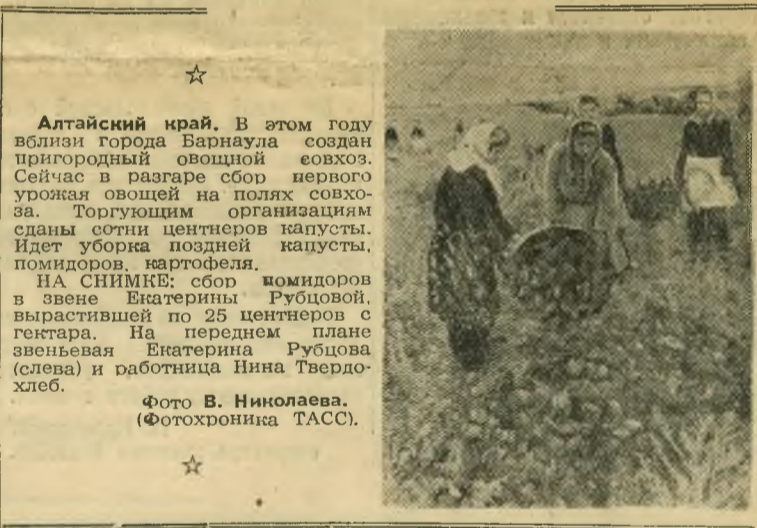 Алтайский край. В этом году
вблизи города Барнаула создан
пригородный овощной совхоз.
Сейчас в разгаре сбор первого
урожая овощей на полях совхо-
за. Торгующим организациям
сданы сотни центнеров капусты.
Идет уборка поздней капусты,
помидоров, картофеля.
НА СНИМКЕ: сбор помидоров
в звене Екатерины Рубцовой,
вырастившей по 25 центнеров с
гектара. На переднем плане
звеньевая Екатерина Рубцова
(слева) и работница Нина Твердо-
хлеб.
Фото В. Николаева.
(Фотохроника ТАСС).